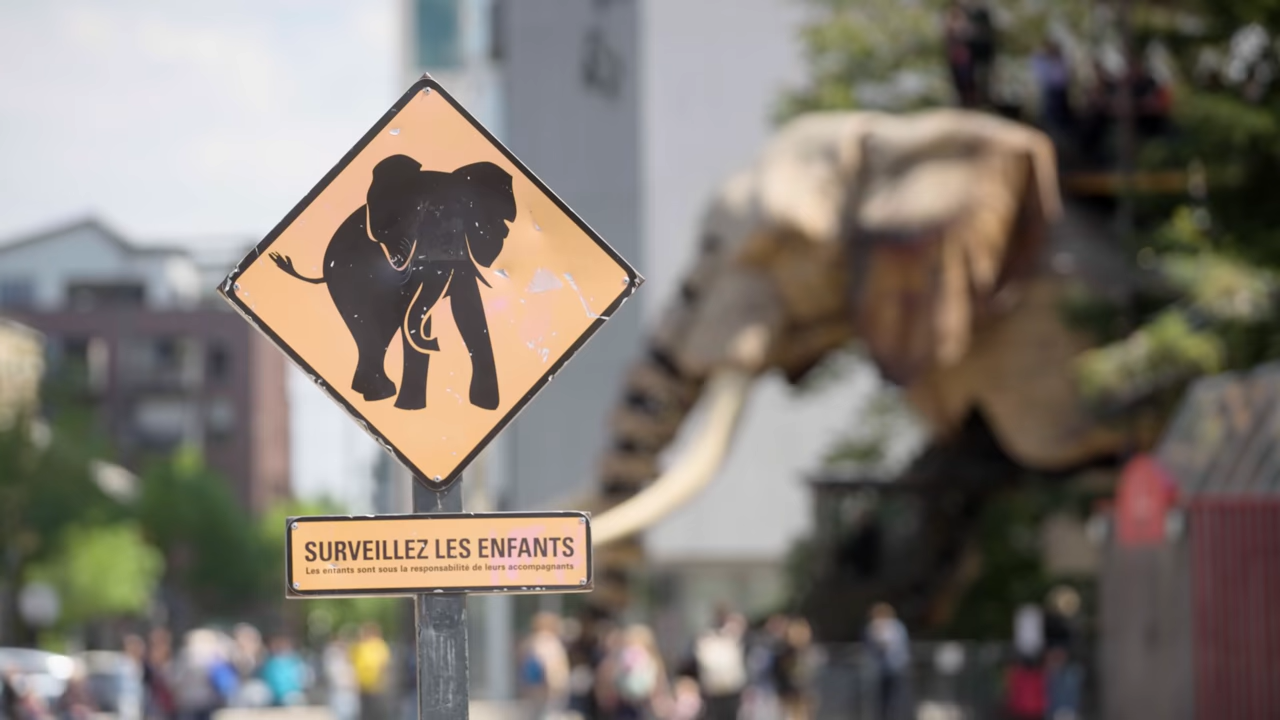 SURVEILLEZ LES ENFANTS
Les enfants sont sous la responsabilité de leurs accompagnants